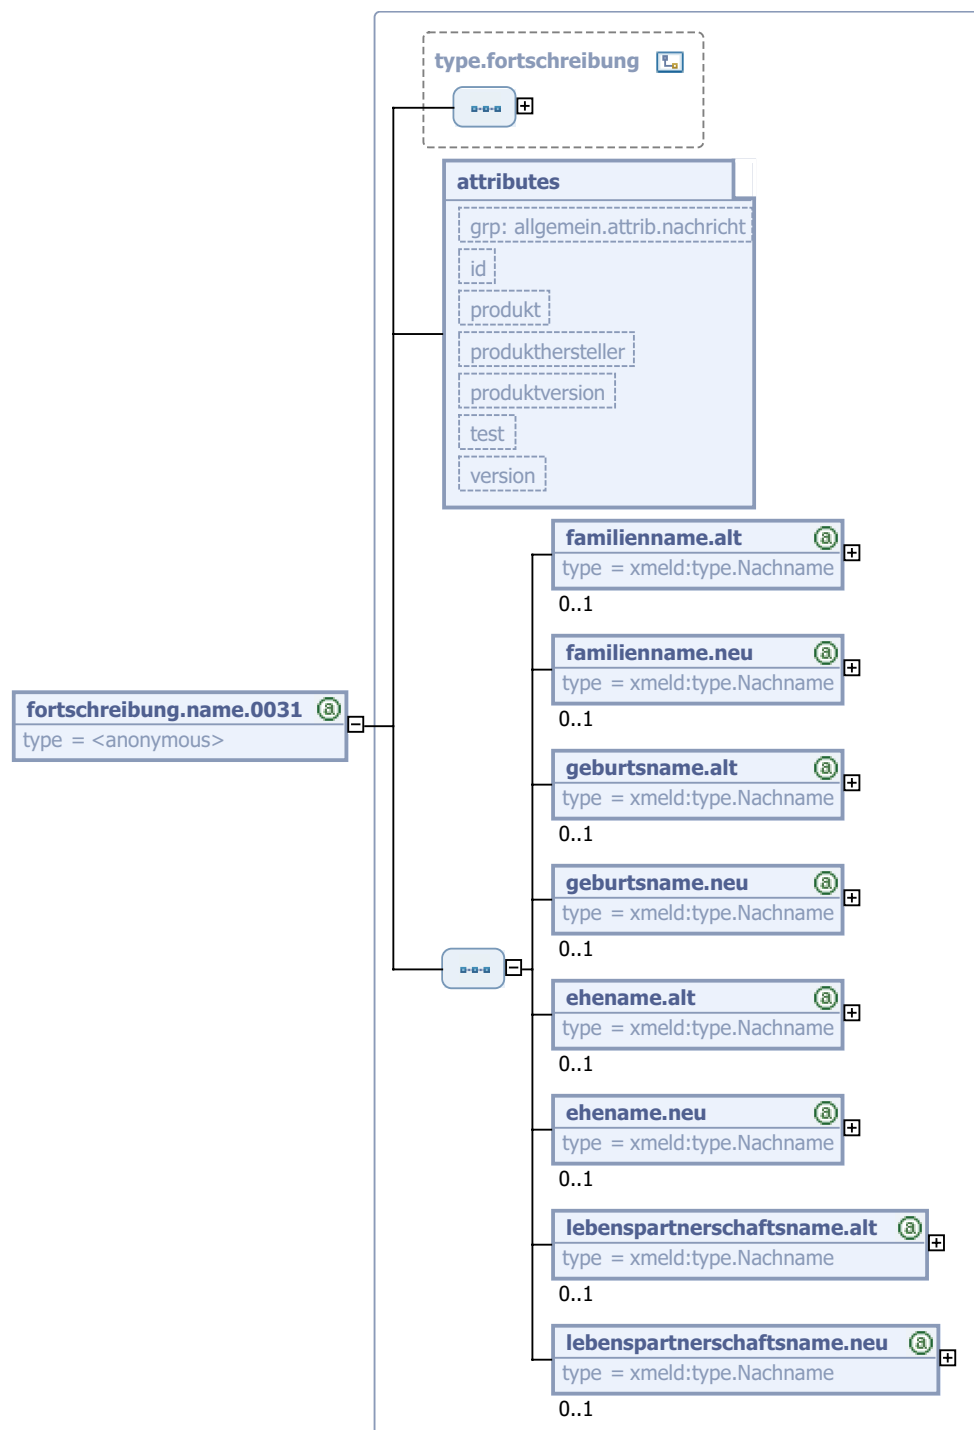 type.fortschreibung
attributes
grp: allgemein.attrib.nachricht
id
produkt
produkthersteller
produktversion
test
version
fortschreibung.name.0031 @
type = <anonymous>
familienname.alt @
type = xmeld:type.Nachname
0..1
familienname.neu @
type = xmeld:type.Nachname
0..1
geburtsname.alt @
type = xmeld:type.Nachname
0..1
geburtsname.neu @
type = xmeld:type.Nachname
0..1
ehename.alt @
type = xmeld:type.Nachname
0..1
ehename.neu @
type = xmeld:type.Nachname
0..1
lebenspartnerschaftsname.alt @
type = xmeld:type.Nachname
0..1
lebenspartnerschaftsname.neu @
type = xmeld:type.Nachname
0..1